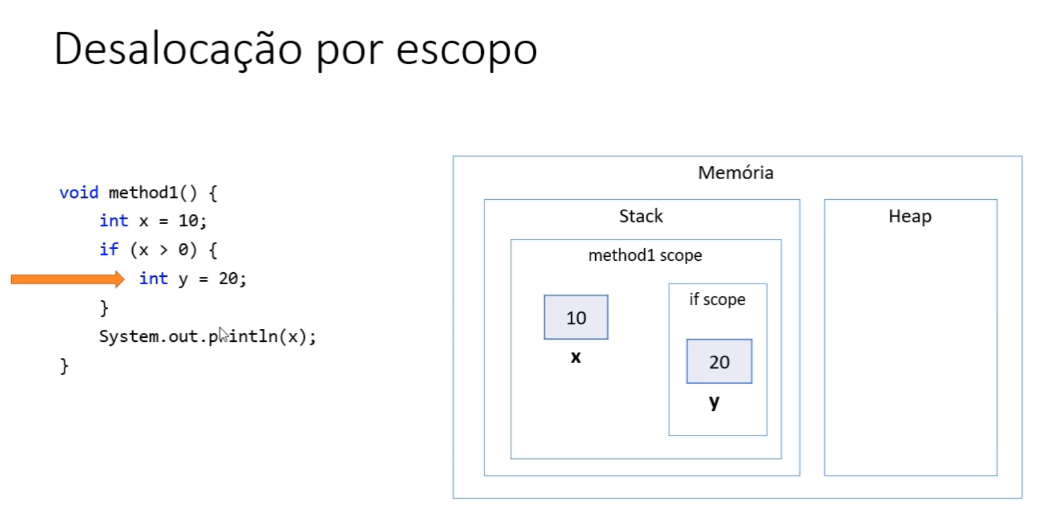 Desalocação por escopo
void method1() {
int x = 10;
if (x > 0) {
int y = 20;
}
System.out.println(x);
}
Memória
Stack
Heap
method1 scope
if scope
10
x
20
y